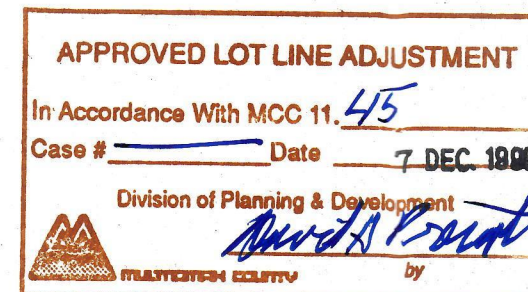 APPROVED LOT LINE ADJUSTMENT
In Accordance With MCC 11.45
Case # Date 7 DEC. 199
Division of Planning & Development
David
MULTNOMAH COUNTY by